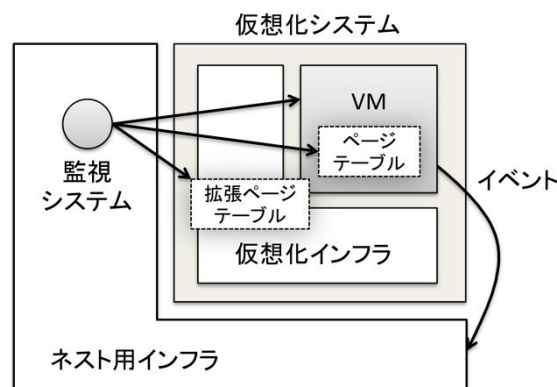 仮想化システム
VM
ページ
テーブル
監視
システム
拡張ページ
テーブル
イベント
仮想化インフラ
ネスト用インフラ